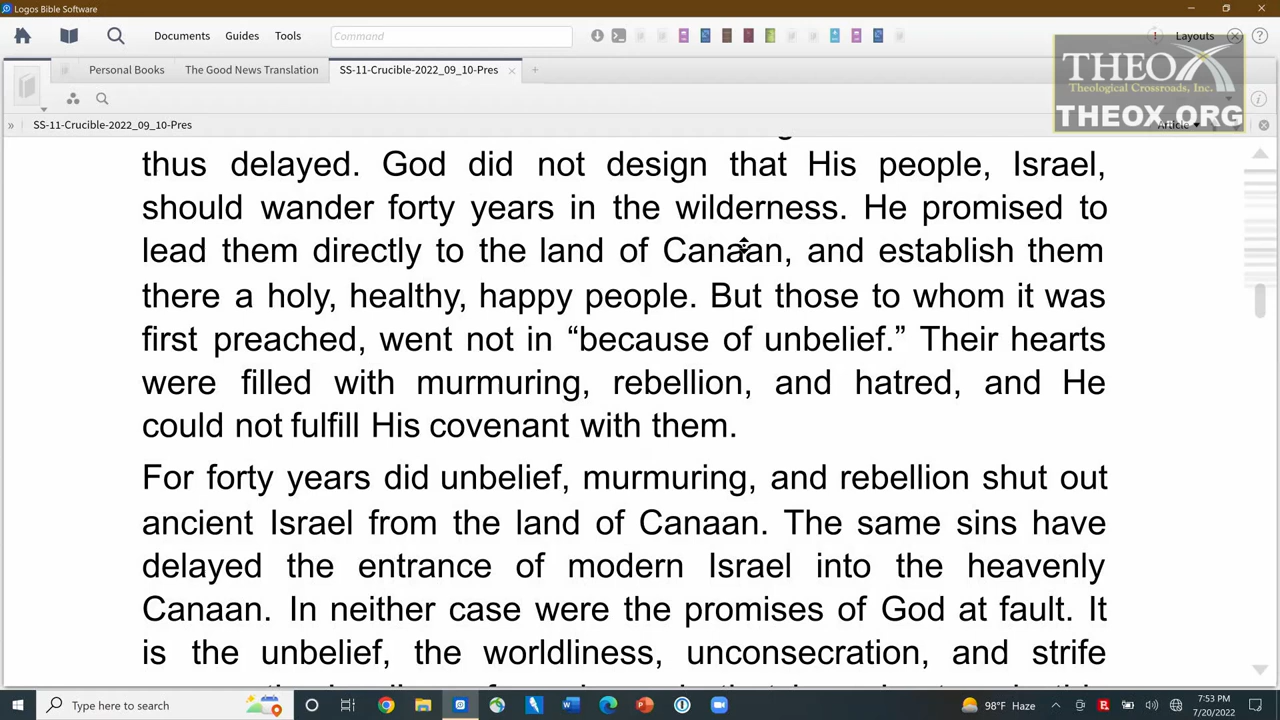 Logos Bible Software
Documents Guides Tools Command Layouts
Personal Books The Good News Translation SS-11-Crucible-2022_09_10-Pres
THEOX
Theological Crossroads, Inc.
THEOX.ORG
SS-11-Crucible-2022_09_10-Pres Article
thus delayed. God did not design that His people, Israel,
should wander forty years in the wilderness. He promised to
lead them directly to the land of Canaan, and establish them
there a holy, healthy, happy people. But those to whom it was
first preached, went not in “because of unbelief.” Their hearts
were filled with murmuring, rebellion, and hatred, and He
could not fulfill His covenant with them.
For forty years did unbelief, murmuring, and rebellion shut out
ancient Israel from the land of Canaan. The same sins have
delayed the entrance of modern Israel into the heavenly
Canaan. In neither case were the promises of God at fault. It
is the unbelief, the worldliness, unconsecration, and strife
Type here to search 98°F Haze 7:53 PM
7/20/2022